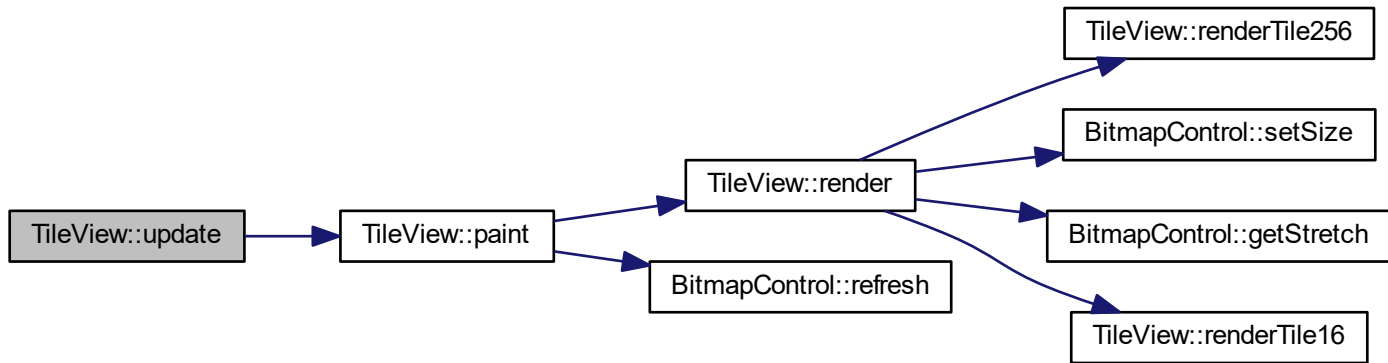 TileView::update
TileView::paint
TileView::render
BitmapControl::refresh
TileView::renderTile256
BitmapControl::setSize
BitmapControl::getStretch
TileView::renderTile16